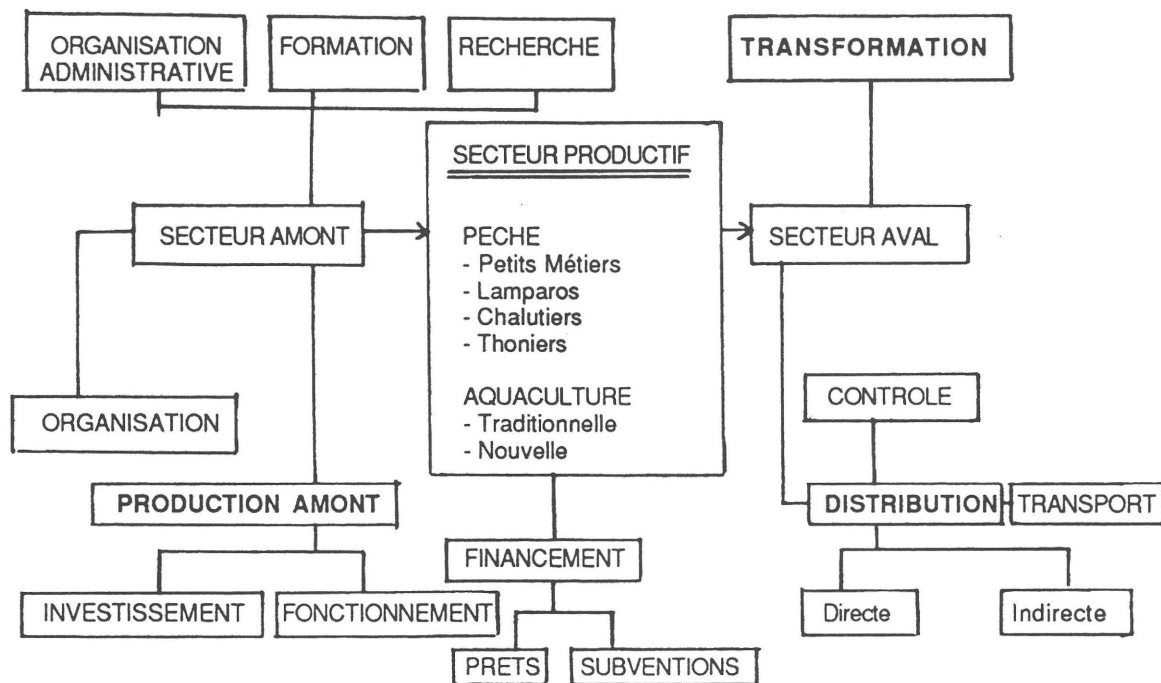 ORGANISATION
ADMINISTRATIVE
FORMATION
RECHERCHE
TRANSFORMATION
SECTEUR PRODUCTIF
SECTEUR AMONT
SECTEUR AVAL
PECHE
- Petits Métiers
- Lamparos
- Chalutiers
- Thoniers
AQUACULTURE
- Traditionnelle
- Nouvelle
ORGANISATION
CONTROLE
PRODUCTION AMONT
DISTRIBUTION
TRANSPORT
FINANCEMENT
INVESTISSEMENT
FONCTIONNEMENT
Directe
Indirecte
PRETS
SUBVENTIONS